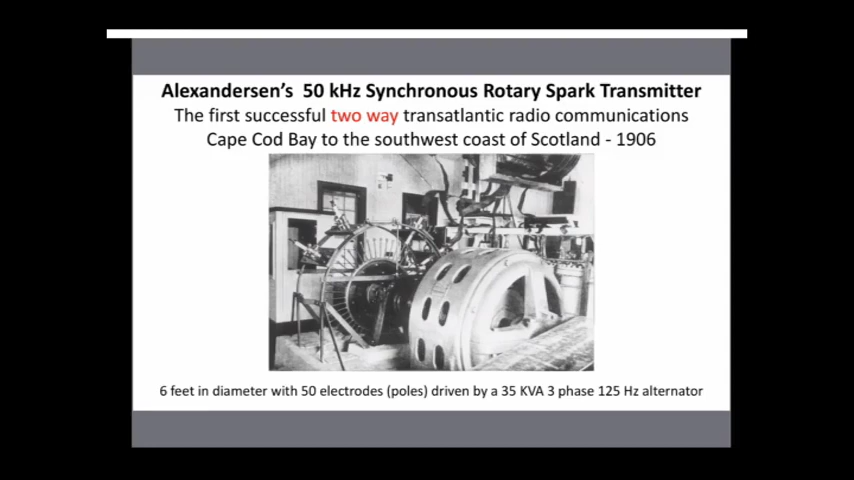 Alexandersen's 50 kHz Synchronous Rotary Spark Transmitter
The first successful two way transatlantic radio communications
Cape Cod Bay to the southwest coast of Scotland - 1906
6 feet in diameter with 50 electrodes (poles) driven by a 35 KVA 3 phase 125 Hz alternator